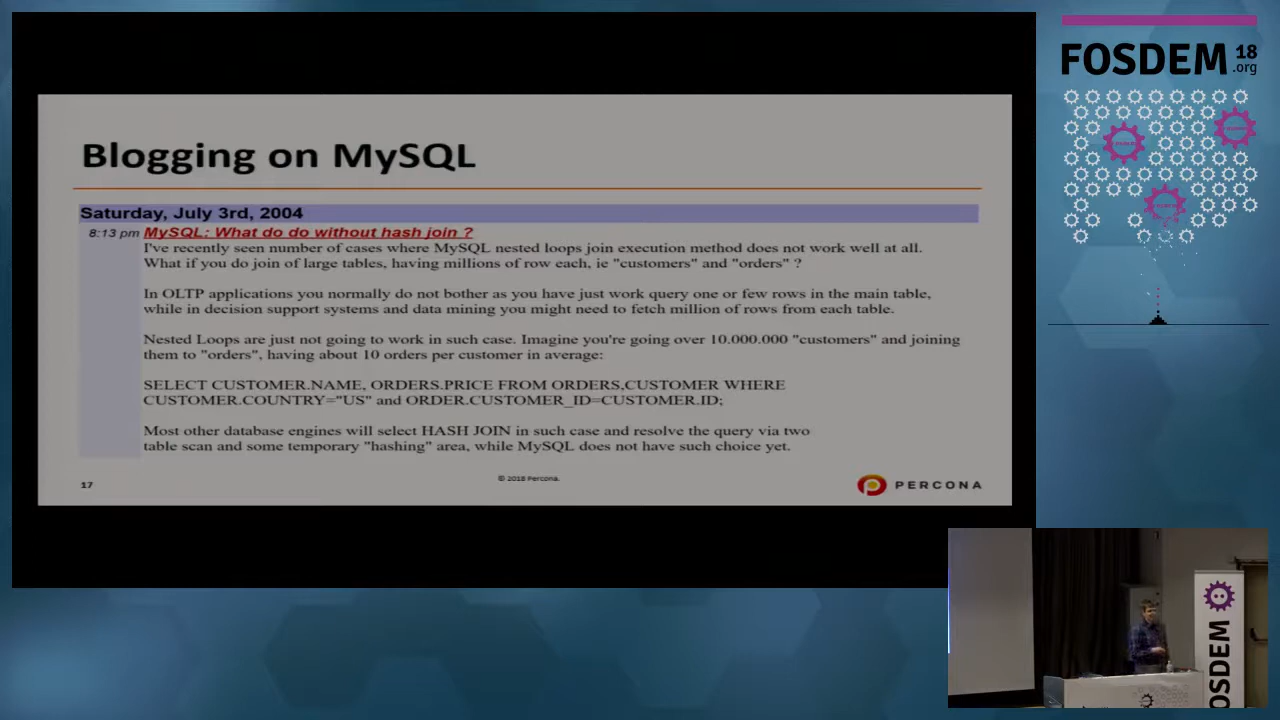 Blogging on MySQL
Saturday, July 3rd, 2004
8:13 pm MySQL: What do do without hash join ?
I've recently seen number of cases where MySQL nested loops join execution method does not work well at all.
What if you do join of large tables, having millions of row each, ie "customers" and "orders" ?
In OLTP applications you normally do not bother as you have just work query one or few rows in the main table,
while in decision support systems and data mining you might need to fetch million of rows from each table.
Nested Loops are just not going to work in such case. Imagine you're going over 10.000.000 "customers" and joining
them to "orders", having about 10 orders per customer in average:
SELECT CUSTOMER.NAME, ORDERS.PRICE FROM ORDERS,CUSTOMER WHERE
CUSTOMER.COUNTRY="US" and ORDER.CUSTOMER_ID=CUSTOMER.ID;
Most other database engines will select HASH JOIN in such case and resolve the query via two
table scan and some temporary "hashing" area, while MySQL does not have such choice yet.
17
© 2018 Percona.
PERCONA
FOSDEM 18
.org
OSDEM